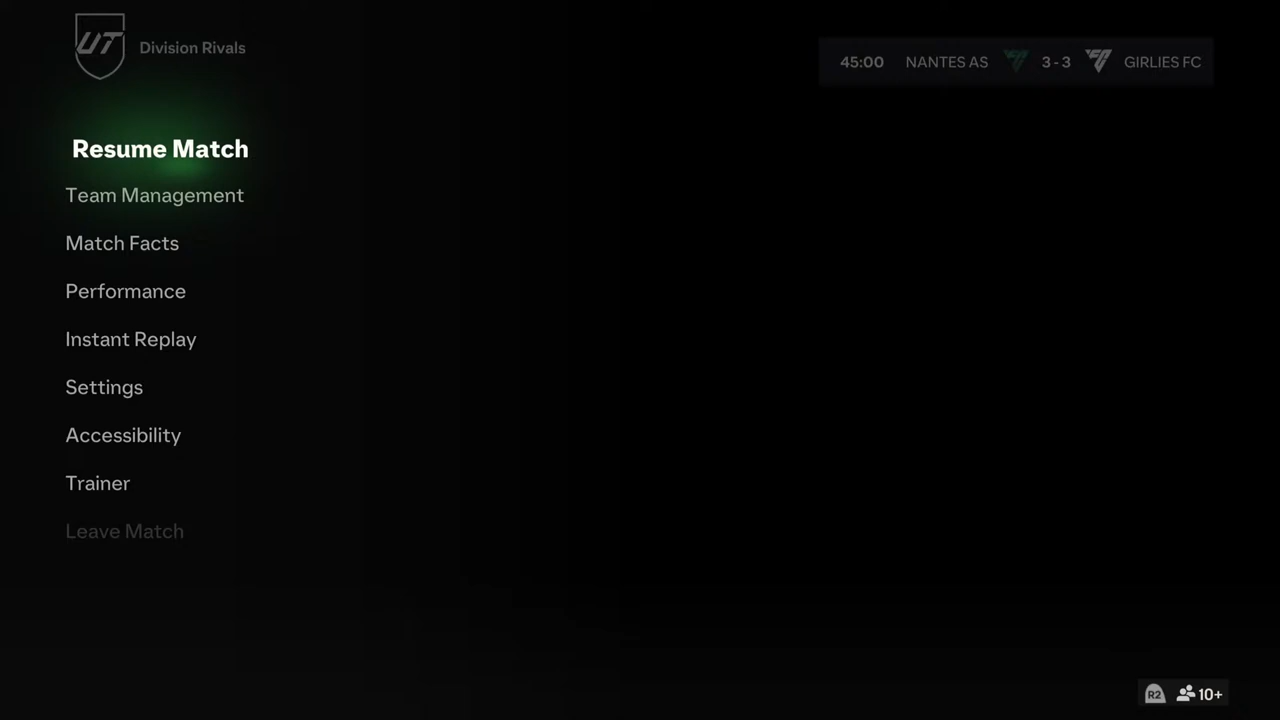 UT Division Rivals
45:00 NANTES AS 3 - 3 GIRLIES FC
Resume Match
Team Management
Match Facts
Performance
Instant Replay
Settings
Accessibility
Trainer
Leave Match
R2 10+